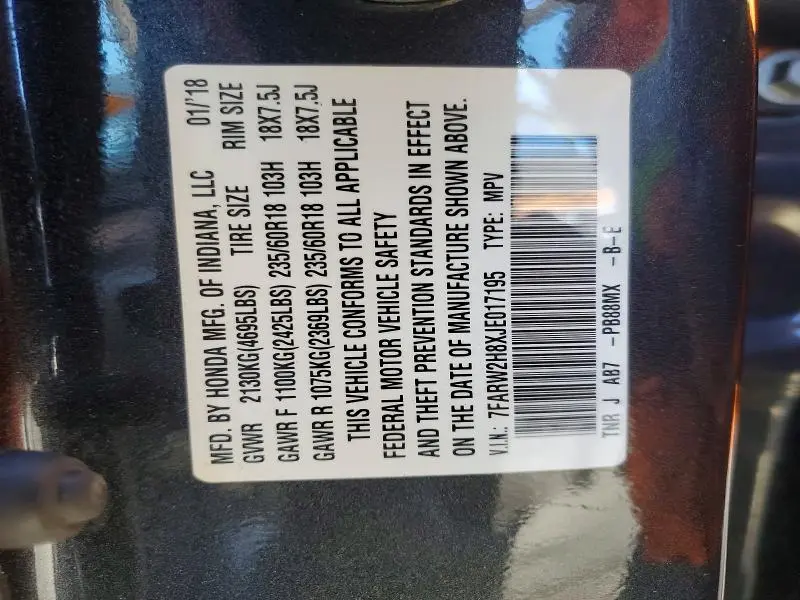 MFD. BY HONDA MFG. OF INDIANA, LLC 01/'18
GVWR 2130KG(4695LBS) TIRE SIZE RIM SIZE
GAWR F 1100KG(2425LBS) 235/60R18 103H 18X7.5J
GAWR R 1075KG(2369LBS) 235/60R18 103H 18X7.5J
THIS VEHICLE CONFORMS TO ALL APPLICABLE
FEDERAL MOTOR VEHICLE SAFETY
AND THEFT PREVENTION STANDARDS IN EFFECT
ON THE DATE OF MANUFACTURE SHOWN ABOVE.
V.I.N.: 7FARW2H8XJE017195 TYPE: MPV
TNR J AB7 -PB88MX -B-E